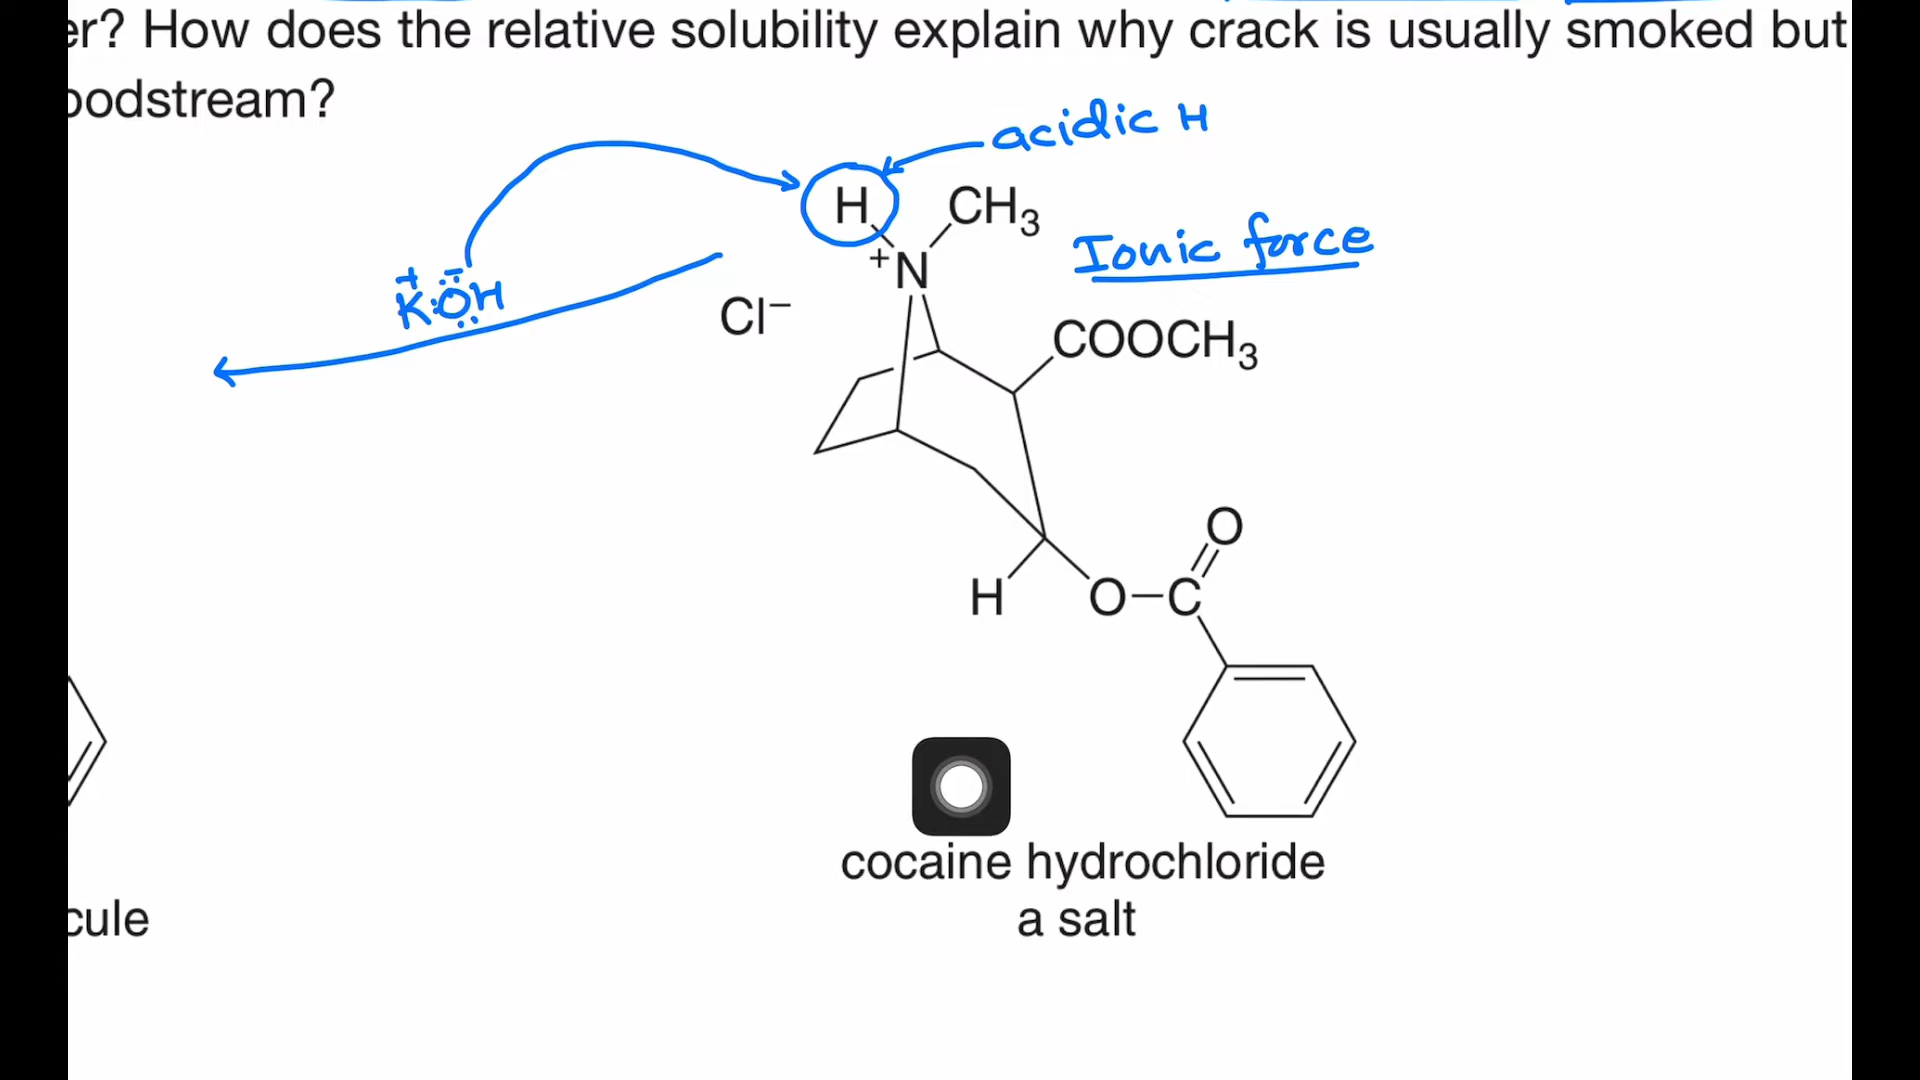 er? How does the relative solubility explain why crack is usually smoked but
oodstream?
acidic H
H CH₃
Ionic force
⁺N
K⁺ :ÖH⁻
Cl⁻
COOCH₃
O
H O–C
cocaine hydrochloride
a salt
cule